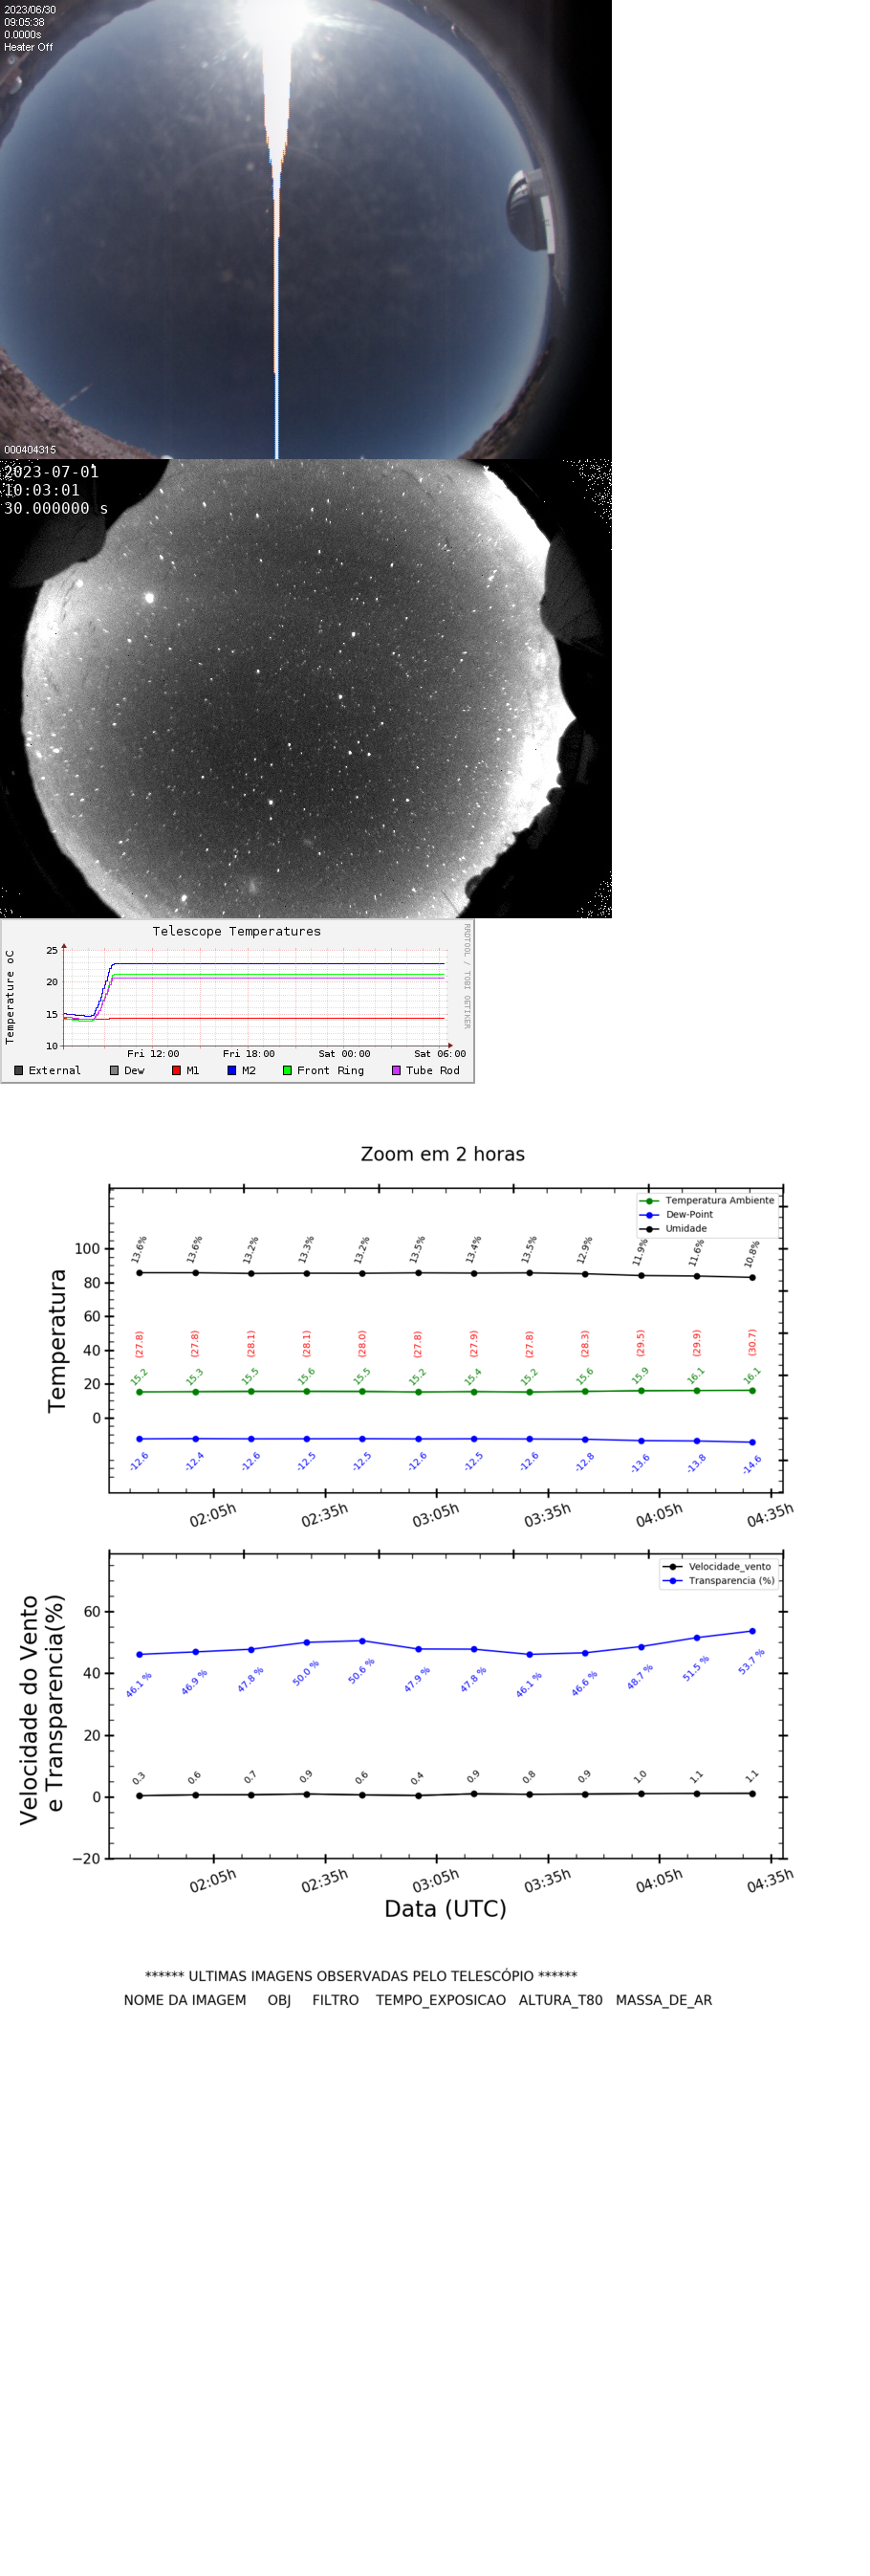 2023/06/30
09:05:38
0.0000s
Heater Off
000404315
2023-07-01
10:03:01
30.000000 s
Telescope Temperatures
Temperature oC
RRDTOOL / TOBI OETIKER
25
20
15
10
Fri 12:00 Fri 18:00 Sat 00:00 Sat 06:00
External Dew M1 M2 Front Ring Tube Rod
Zoom em 2 horas
Temperatura
Temperatura Ambiente
Dew-Point
Umidade
100
80
60
40
20
0
13.6% 13.6% 13.2% 13.3% 13.2% 13.5% 13.4% 13.5% 12.9% 11.9% 11.6% 10.8%
(27.8) (27.8) (28.1) (28.1) (28.0) (27.8) (27.9) (27.8) (28.3) (29.5) (29.9) (30.7)
15.2 15.3 15.5 15.6 15.5 15.2 15.4 15.2 15.6 15.9 16.1 16.1
-12.6 -12.4 -12.6 -12.5 -12.5 -12.6 -12.5 -12.6 -12.8 -13.6 -13.8 -14.6
02:05h 02:35h 03:05h 03:35h 04:05h 04:35h
Velocidade do Vento
e Transparencia(%)
Velocidade_vento
Transparencia (%)
60
40
20
0
−20
46.1 % 46.9 % 47.8 % 50.0 % 50.6 % 47.9 % 47.8 % 46.1 % 46.6 % 48.7 % 51.5 % 53.7 %
0.3 0.6 0.7 0.9 0.6 0.4 0.9 0.8 0.9 1.0 1.1 1.1
02:05h 02:35h 03:05h 03:35h 04:05h 04:35h
Data (UTC)
****** ULTIMAS IMAGENS OBSERVADAS PELO TELESCÓPIO ******
NOME DA IMAGEM OBJ FILTRO TEMPO_EXPOSICAO ALTURA_T80 MASSA_DE_AR